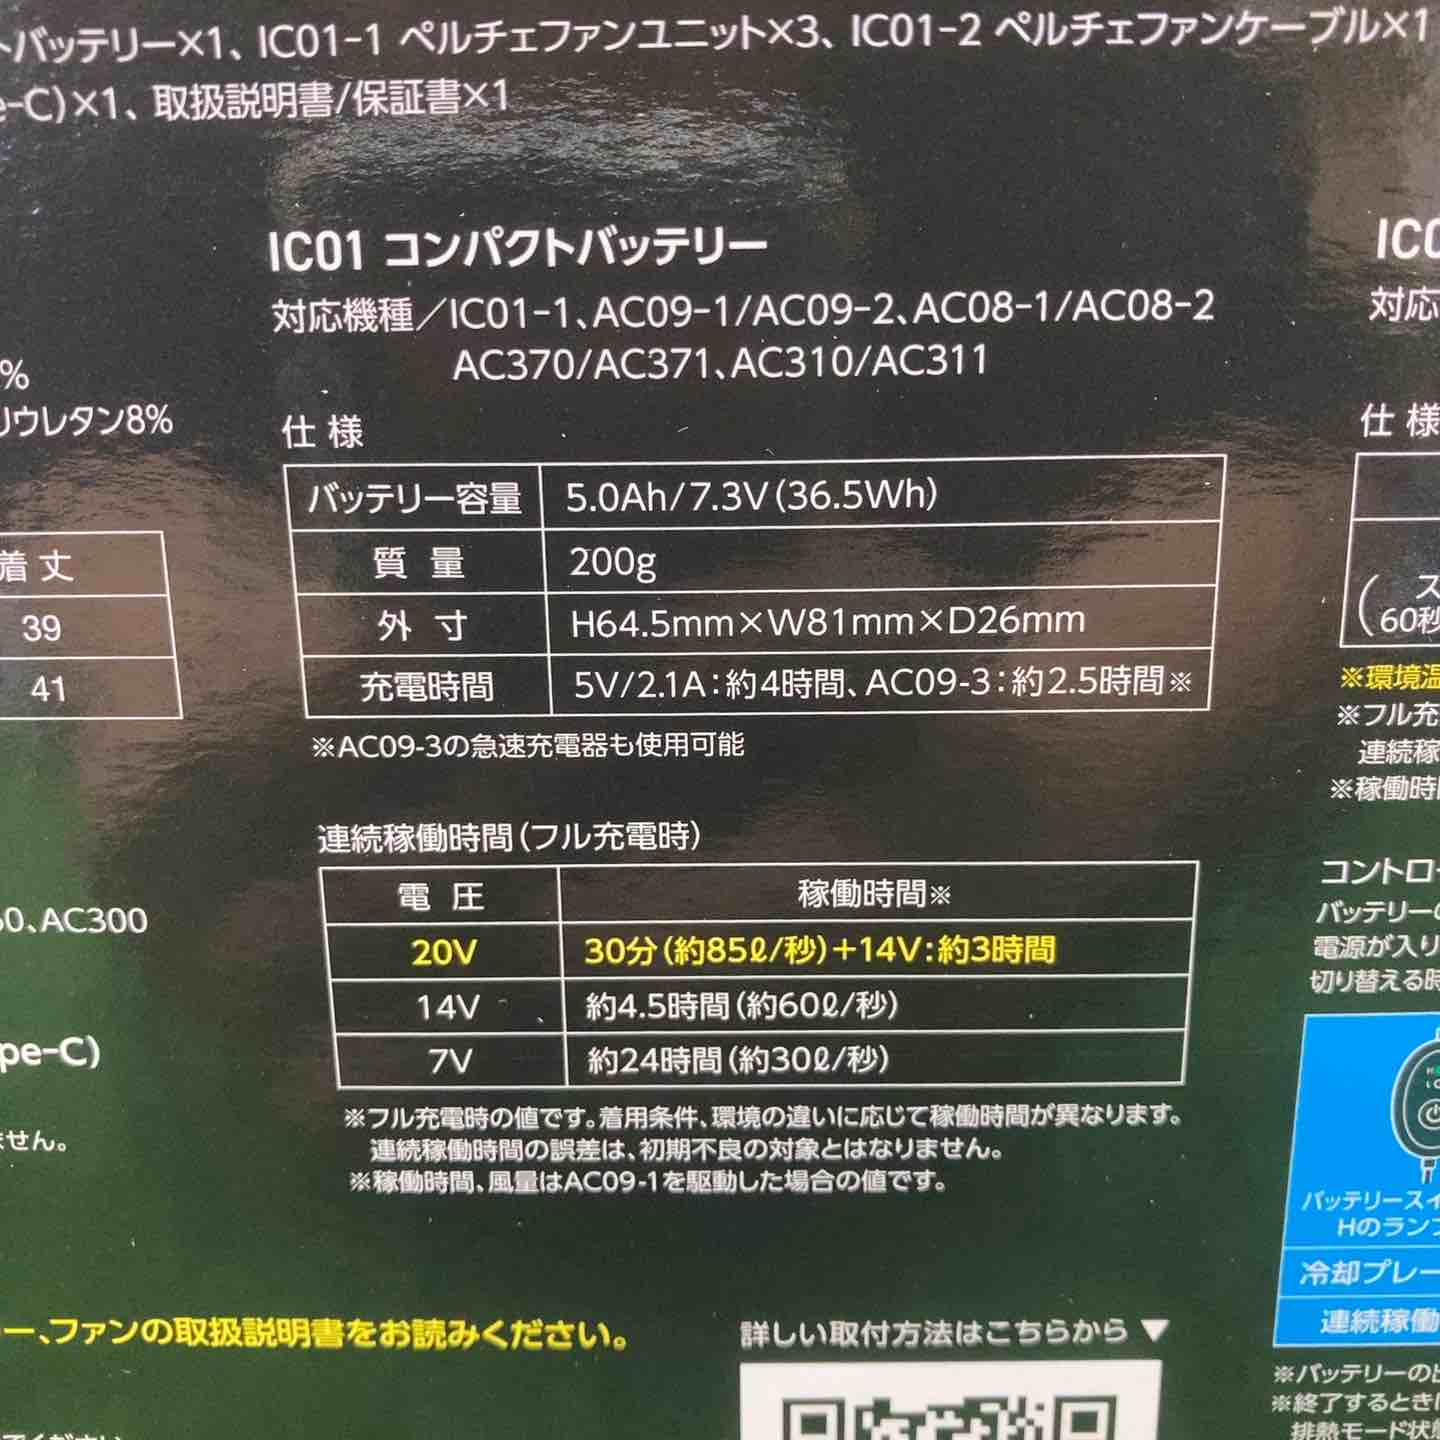 トバッテリー×1、IC01-1 ペルチェファンユニット×3、IC01-2 ペルチェファンケーブル×1
e-C)×1、取扱説明書/保証書×1
IC01 コンパクトバッテリー
対応機種／IC01-1、AC09-1/AC09-2、AC08-1/AC08-2
AC370/AC371、AC310/AC311
仕 様
バッテリー容量 5.0Ah/7.3V(36.5Wh)
質 量 200g
外 寸 H64.5mm×W81mm×D26mm
充電時間 5V/2.1A：約4時間、AC09-3：約2.5時間※
※AC09-3の急速充電器も使用可能
連続稼働時間(フル充電時)
電 圧 稼働時間※
20V 30分(約85ℓ/秒)＋14V：約3時間
14V 約4.5時間(約60ℓ/秒)
7V 約24時間(約30ℓ/秒)
※フル充電時の値です。着用条件、環境の違いに応じて稼働時間が異なります。
連続稼働時間の誤差は、初期不良の対象とはなりません。
※稼働時間、風量はAC09-1を駆動した場合の値です。
%
リウレタン8%
着 丈
39
41
0、AC300
pe-C)
ません。
ー、ファンの取扱説明書をお読みください。
詳しい取付方法はこちらから▼
IC0
対応
仕 様
ス
60秒
※環境温
※フル充
連続稼
※稼働時
コントロー
バッテリーの
電源が入り
切り替える時
バッテリースイ
Hのランプ
冷却プレー
連続稼働
※バッテリーの出
※終了するときに
排熱モード状態